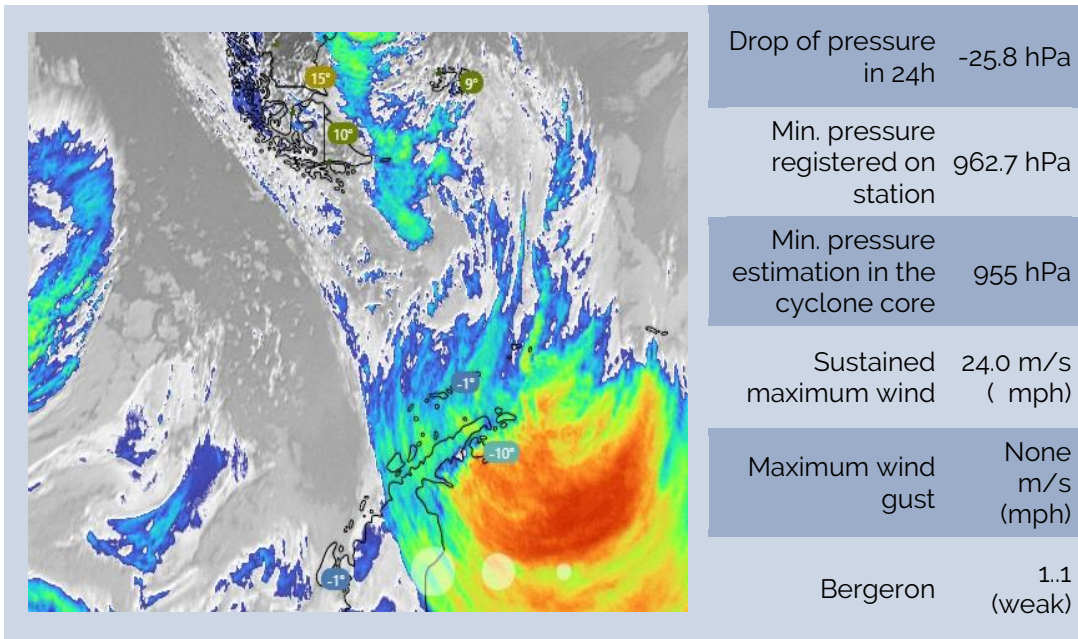 15°
9°
10°
-1°
-10°
-1°
Drop of pressure
in 24h
-25.8 hPa
Min. pressure
registered on
station
962.7 hPa
Min. pressure
estimation in the
cyclone core
955 hPa
Sustained
maximum wind
24.0 m/s
(  mph)
Maximum wind
gust
None
m/s
(mph)
Bergeron
1..1
(weak)